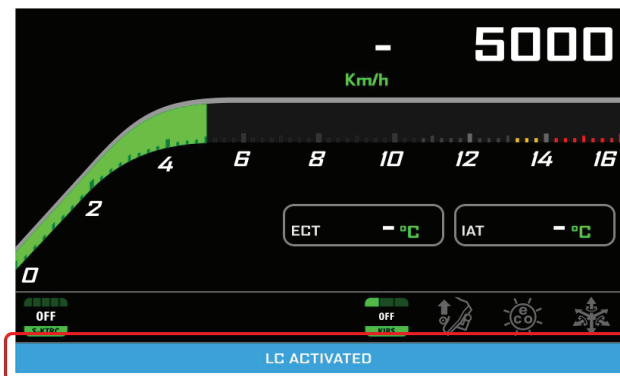 - 5000
Km/h
4 6 8 10 12 14 16
2
ECT - °C IAT - °C
0
OFF OFF eco
S-KTRC KIBS
LC ACTIVATED